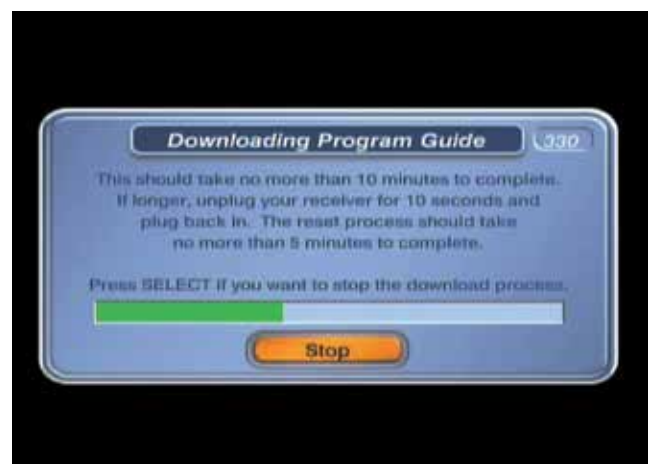 Downloading Program Guide
330
This should take no more than 10 minutes to complete.
If longer, unplug your receiver for 10 seconds and
plug back in. The reset process should take
no more than 5 minutes to complete.
Press SELECT if you want to stop the download process.
Stop